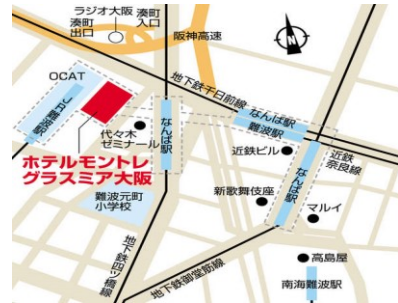 ラジオ大阪
湊町
出口
湊町
入口
阪神高速
OCAT
JR難波駅
地下鉄千日前線
なんば駅
難波駅
なんば駅
代々木
ゼミナール
近鉄ビル
近鉄
奈良線
ホテルモントレ
グラスミア大阪
なんば駅
新歌舞伎座
マルイ
難波元町
小学校
地下鉄四ツ橋線
地下鉄御堂筋線
高島屋
南海難波駅